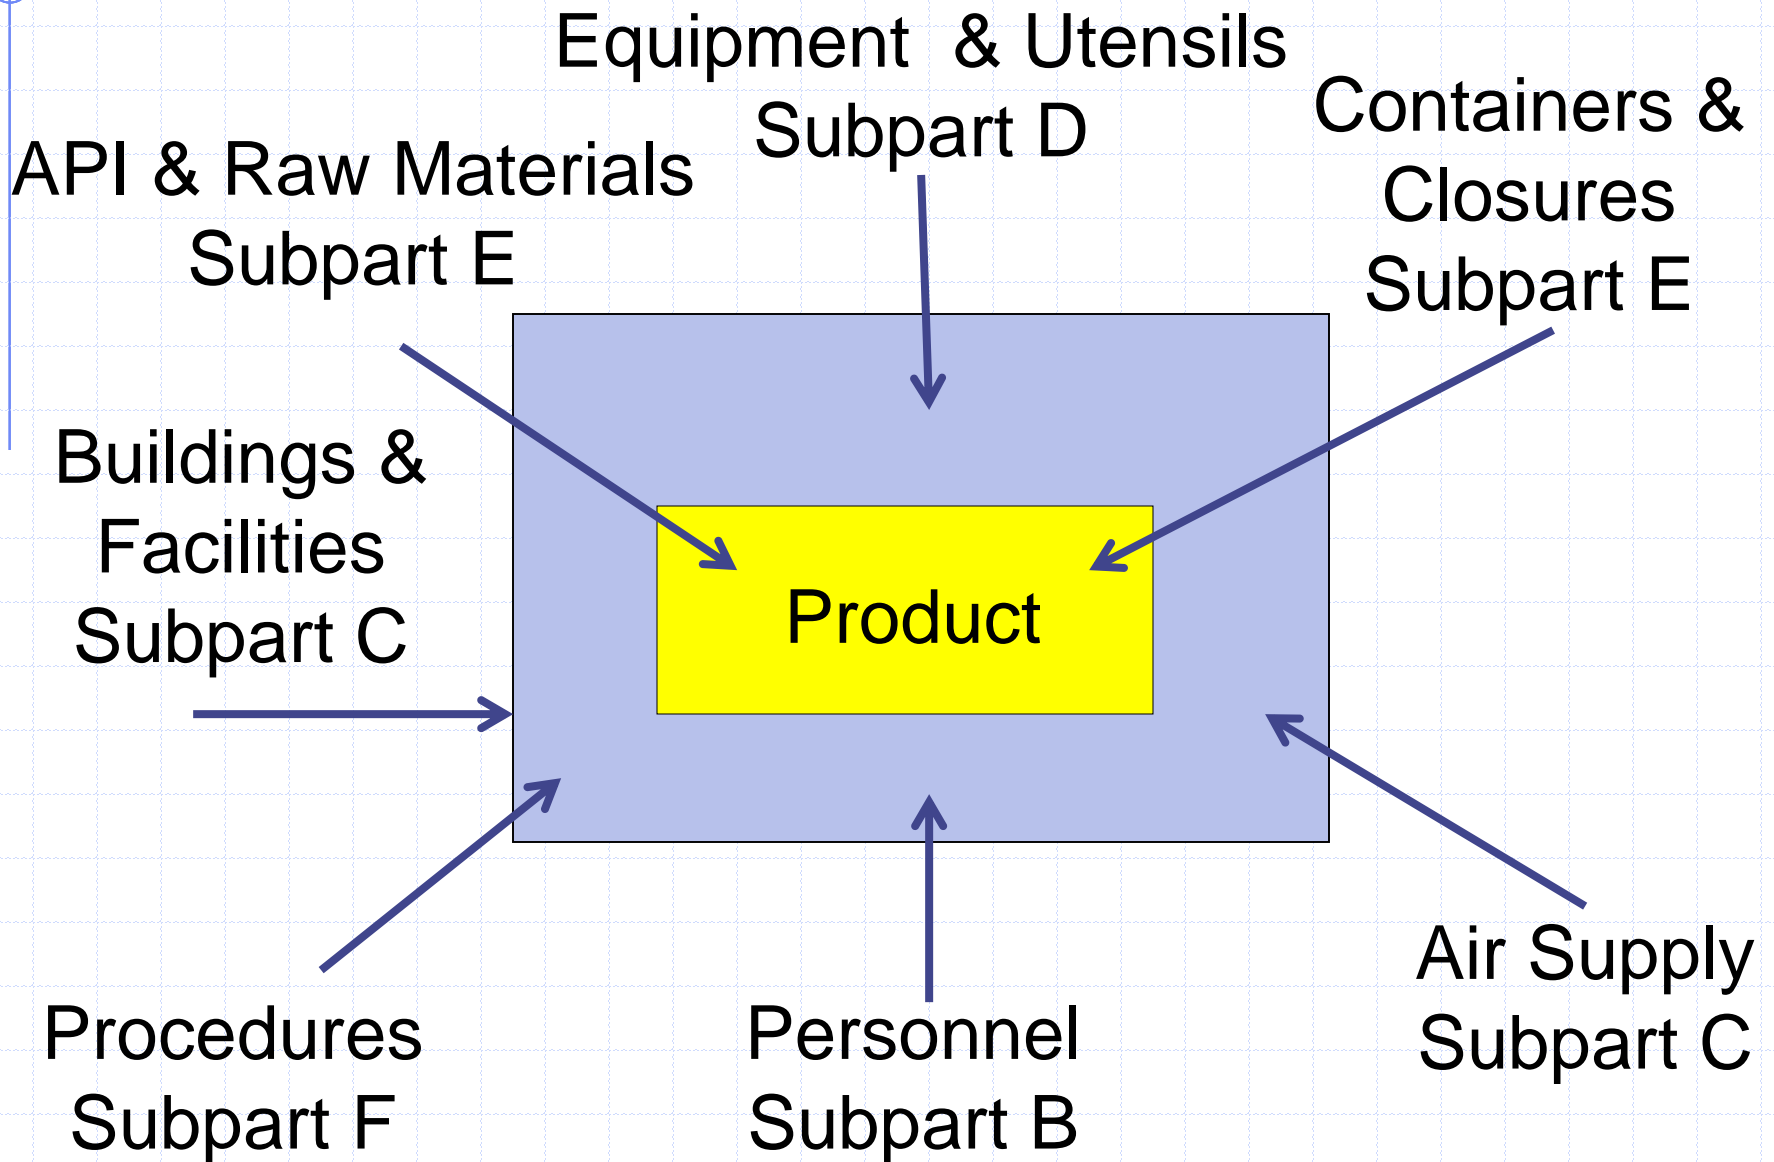 Equipment & Utensils
Subpart D
Containers &
Closures
Subpart E
API & Raw Materials
Subpart E
Buildings &
Facilities
Subpart C
Product
Air Supply
Subpart C
Procedures
Subpart F
Personnel
Subpart B